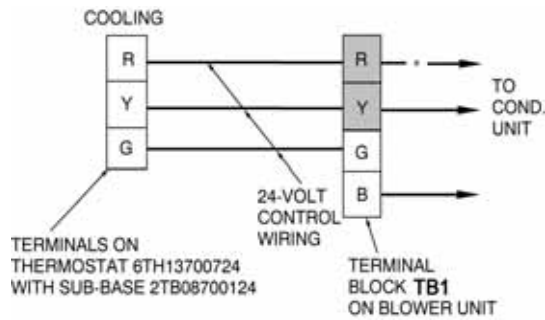 COOLING
R
Y
G
R
Y
G
B
TO
COND.
UNIT
24-VOLT
CONTROL
WIRING
TERMINALS ON
THERMOSTAT 6TH13700724
WITH SUB-BASE 2TB08700124
TERMINAL
BLOCK TB1
ON BLOWER UNIT